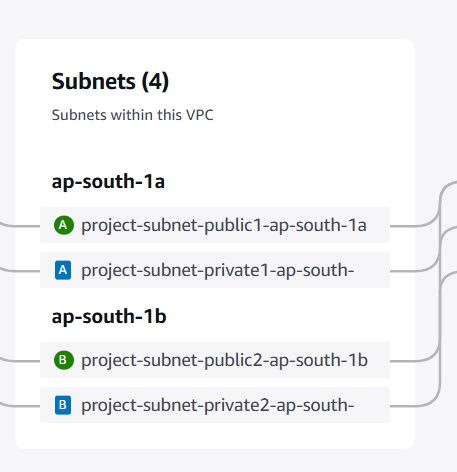 Subnets (4)
Subnets within this VPC
ap-south-1a
A project-subnet-public1-ap-south-1a
A project-subnet-private1-ap-south-
ap-south-1b
B project-subnet-public2-ap-south-1b
B project-subnet-private2-ap-south-